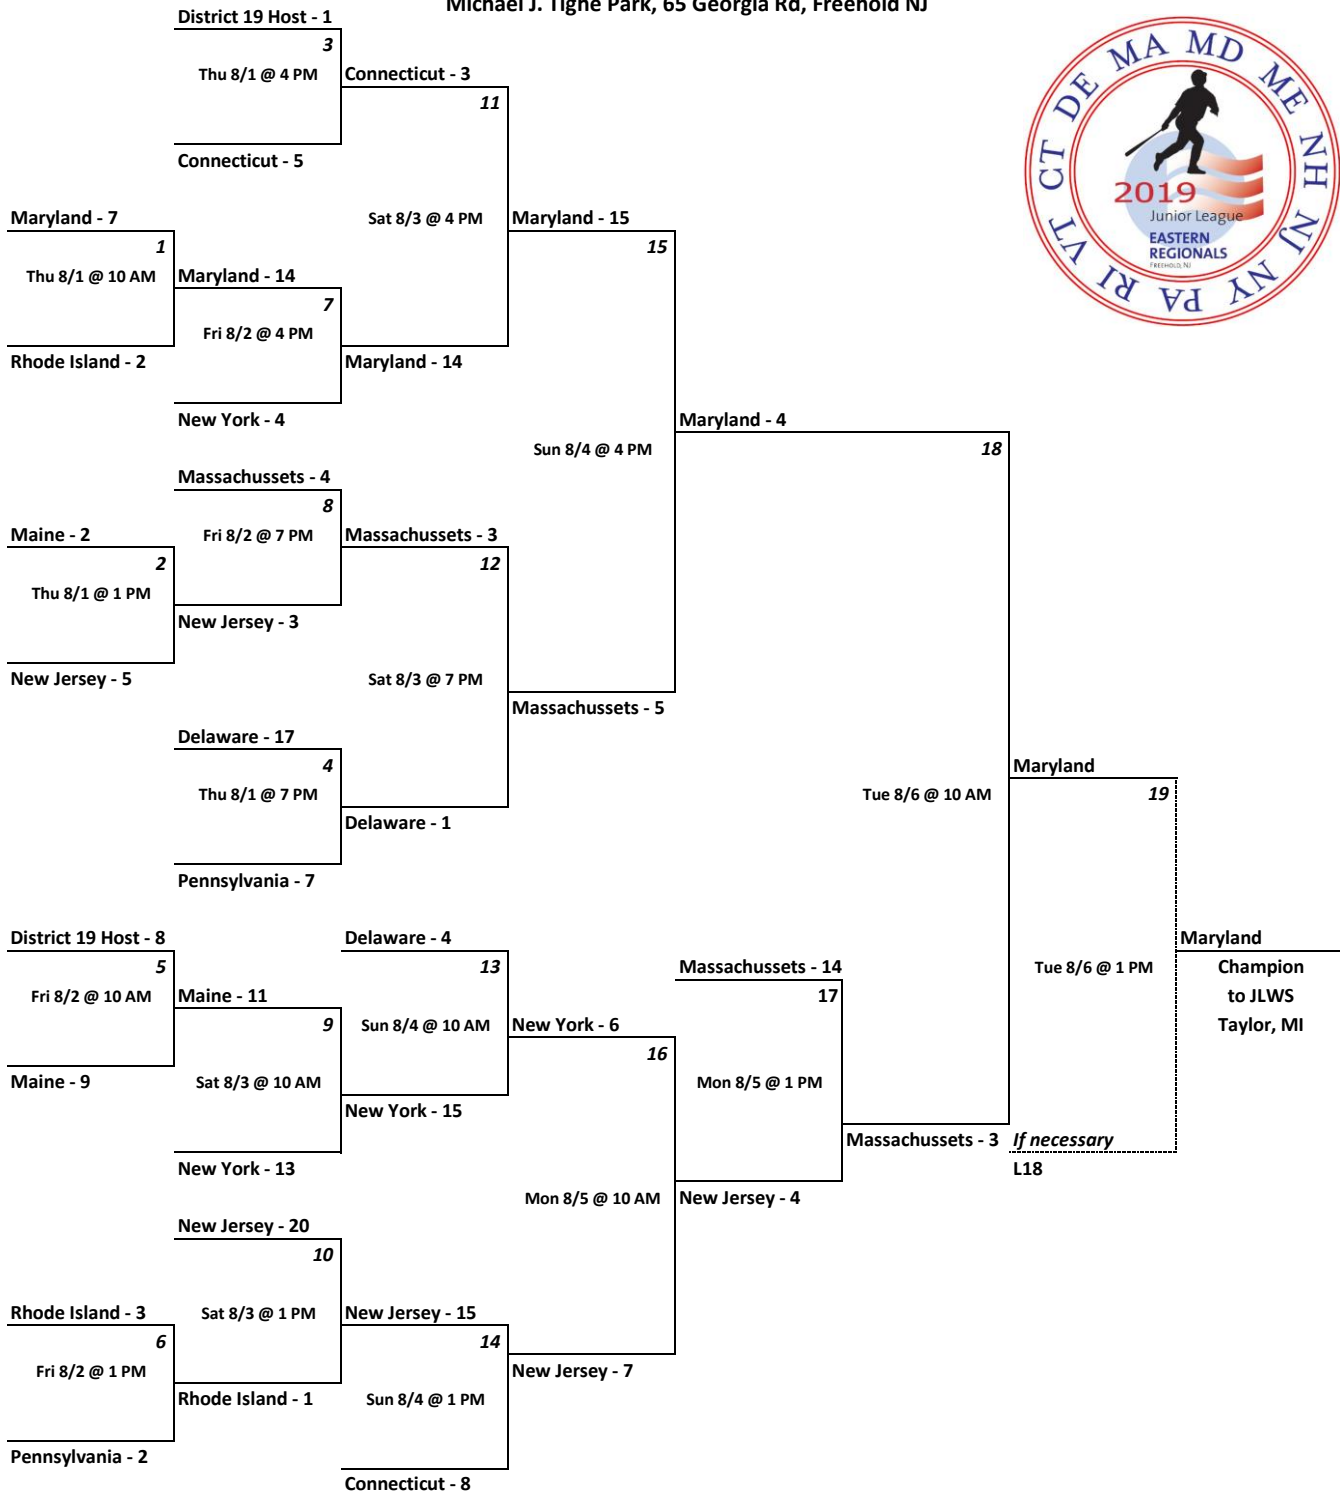 Michael J. Tighe Park, 65 Georgia Rd, Freehold NJ
District 19 Host - 1
3
Thu 8/1 @ 4 PM
Connecticut - 3
11
Connecticut - 5
Maryland - 7
Sat 8/3 @ 4 PM
Maryland - 15
1
15
Thu 8/1 @ 10 AM
Maryland - 14
7
Fri 8/2 @ 4 PM
Rhode Island - 2
Maryland - 14
New York - 4
Maryland - 4
Sun 8/4 @ 4 PM
18
Massachussets - 4
8
Maine - 2
Fri 8/2 @ 7 PM
Massachussets - 3
2
12
Thu 8/1 @ 1 PM
New Jersey - 3
New Jersey - 5
Sat 8/3 @ 7 PM
Massachussets - 5
Delaware - 17
4
Maryland
Thu 8/1 @ 7 PM
Tue 8/6 @ 10 AM
19
Delaware - 1
Pennsylvania - 7
District 19 Host - 8
Delaware - 4
Maryland
5
13
Massachussets - 14
Tue 8/6 @ 1 PM
Champion
Fri 8/2 @ 10 AM
Maine - 11
17
to JLWS
9
Sun 8/4 @ 10 AM
New York - 6
Taylor, MI
16
Maine - 9
Sat 8/3 @ 10 AM
Mon 8/5 @ 1 PM
New York - 15
Massachussets - 3
If necessary
New York - 13
L18
Mon 8/5 @ 10 AM
New Jersey - 4
New Jersey - 20
10
Rhode Island - 3
Sat 8/3 @ 1 PM
New Jersey - 15
6
14
Fri 8/2 @ 1 PM
New Jersey - 7
Rhode Island - 1
Sun 8/4 @ 1 PM
Pennsylvania - 2
Connecticut - 8
CT DE MA MD ME NH NJ NY PA RI VT
2019
Junior League
EASTERN
REGIONALS
FREEHOLD, NJ